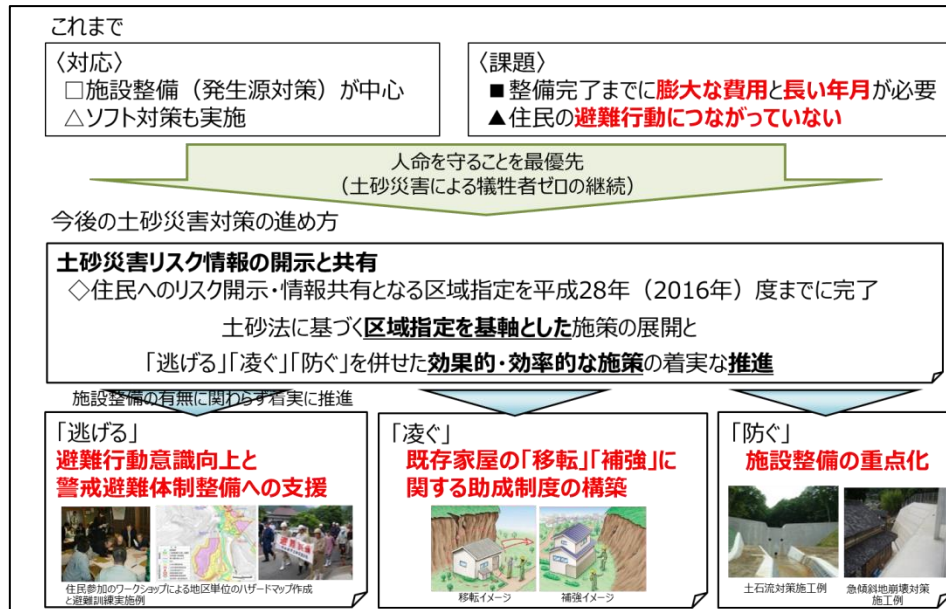 これまで
〈対応〉
□施設整備（発生源対策）が中心
△ソフト対策も実施
〈課題〉
■整備完了までに膨大な費用と長い年月が必要
▲住民の避難行動につながっていない
人命を守ることを最優先
（土砂災害による犠牲者ゼロの継続）
今後の土砂災害対策の進め方
土砂災害リスク情報の開示と共有
◇住民へのリスク開示・情報共有となる区域指定を平成28年（2016年）度までに完了
土砂法に基づく区域指定を基軸とした施策の展開と
「逃げる」「凌ぐ」「防ぐ」を併せた効果的・効率的な施策の着実な推進
施設整備の有無に関わらず着実に推進
「逃げる」
避難行動意識向上と
警戒避難体制整備への支援
住民参加のワークショップによる地区単位のハザードマップ作成
と避難訓練実施例
「凌ぐ」
既存家屋の「移転」「補強」に
関する助成制度の構築
移転イメージ
補強イメージ
「防ぐ」
施設整備の重点化
土石流対策施工例
急傾斜地崩壊対策
施工例